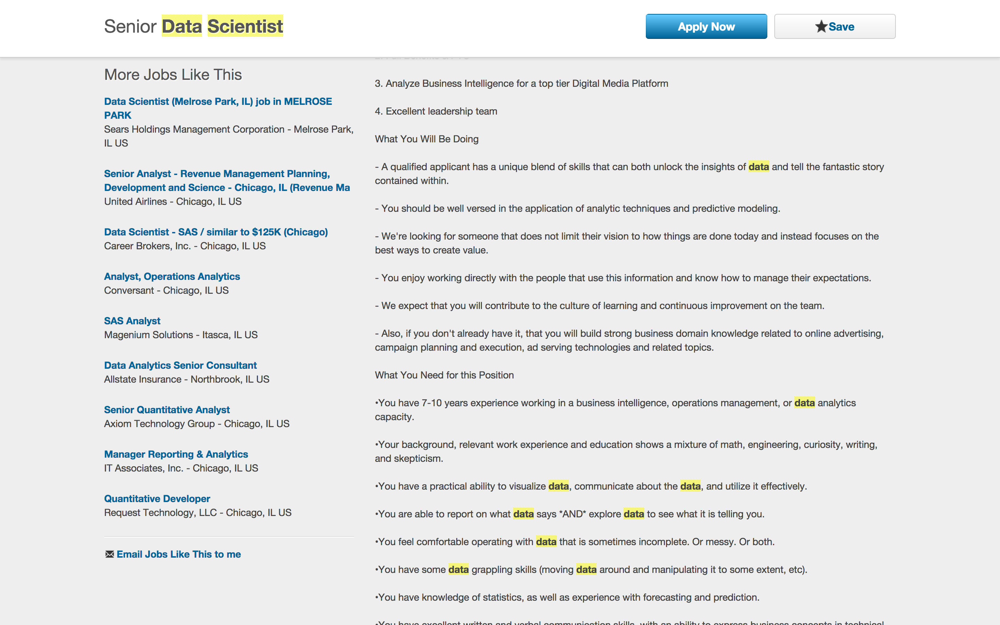 Senior Data Scientist
Apply Now
Save
More Jobs Like This
Data Scientist (Melrose Park, IL) job in MELROSE
PARK
Sears Holdings Management Corporation - Melrose Park,
IL US
Senior Analyst - Revenue Management Planning,
Development and Science - Chicago, IL (Revenue Ma
United Airlines - Chicago, IL US
Data Scientist - SAS / similar to $125K (Chicago)
Career Brokers, Inc. - Chicago, IL US
Analyst, Operations Analytics
Conversant - Chicago, IL US
SAS Analyst
Magenium Solutions - Itasca, IL US
Data Analytics Senior Consultant
Allstate Insurance - Northbrook, IL US
Senior Quantitative Analyst
Axiom Technology Group - Chicago, IL US
Manager Reporting & Analytics
IT Associates, Inc. - Chicago, IL US
Quantitative Developer
Request Technology, LLC - Chicago, IL US
Email Jobs Like This to me
3. Analyze Business Intelligence for a top tier Digital Media Platform
4. Excellent leadership team
What You Will Be Doing
- A qualified applicant has a unique blend of skills that can both unlock the insights of data and tell the fantastic story
contained within.
- You should be well versed in the application of analytic techniques and predictive modeling.
- We're looking for someone that does not limit their vision to how things are done today and instead focuses on the
best ways to create value.
- You enjoy working directly with the people that use this information and know how to manage their expectations.
- We expect that you will contribute to the culture of learning and continuous improvement on the team.
- Also, if you don't already have it, that you will build strong business domain knowledge related to online advertising,
campaign planning and execution, ad serving technologies and related topics.
What You Need for this Position
•You have 7-10 years experience working in a business intelligence, operations management, or data analytics
capacity.
•Your background, relevant work experience and education shows a mixture of math, engineering, curiosity, writing,
and skepticism.
•You have a practical ability to visualize data, communicate about the data, and utilize it effectively.
•You are able to report on what data says *AND* explore data to see what it is telling you.
•You feel comfortable operating with data that is sometimes incomplete. Or messy. Or both.
•You have some data grappling skills (moving data around and manipulating it to some extent, etc).
•You have knowledge of statistics, as well as experience with forecasting and prediction.
•You have excellent written and verbal communication skills, with an ability to express business concepts in technical